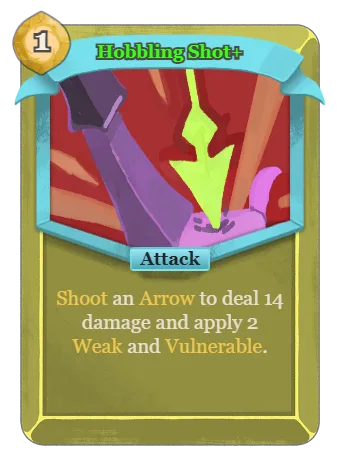 1
Hobbling Shot+
Attack
Shoot an Arrow to deal 14
damage and apply 2
Weak and Vulnerable.